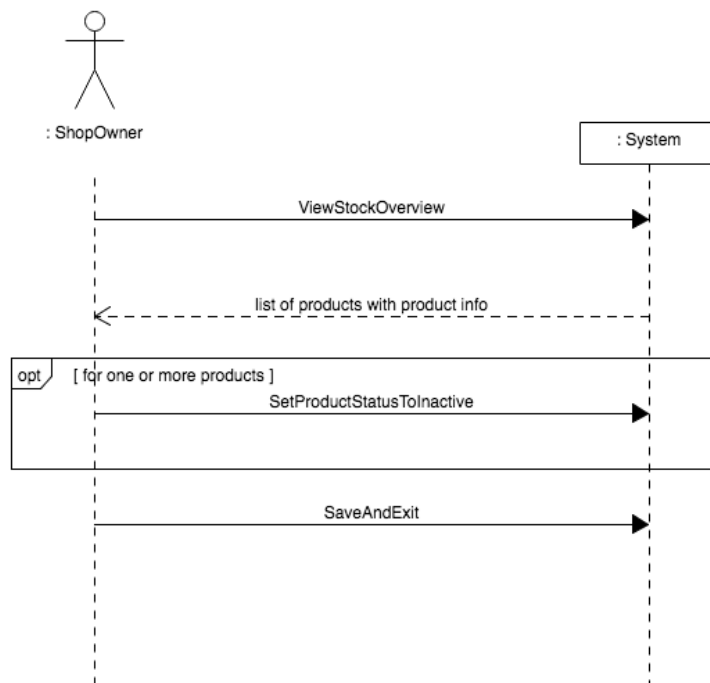 : ShopOwner
: System
ViewStockOverview
list of products with product info
opt
[ for one or more products ]
SetProductStatusToInactive
SaveAndExit